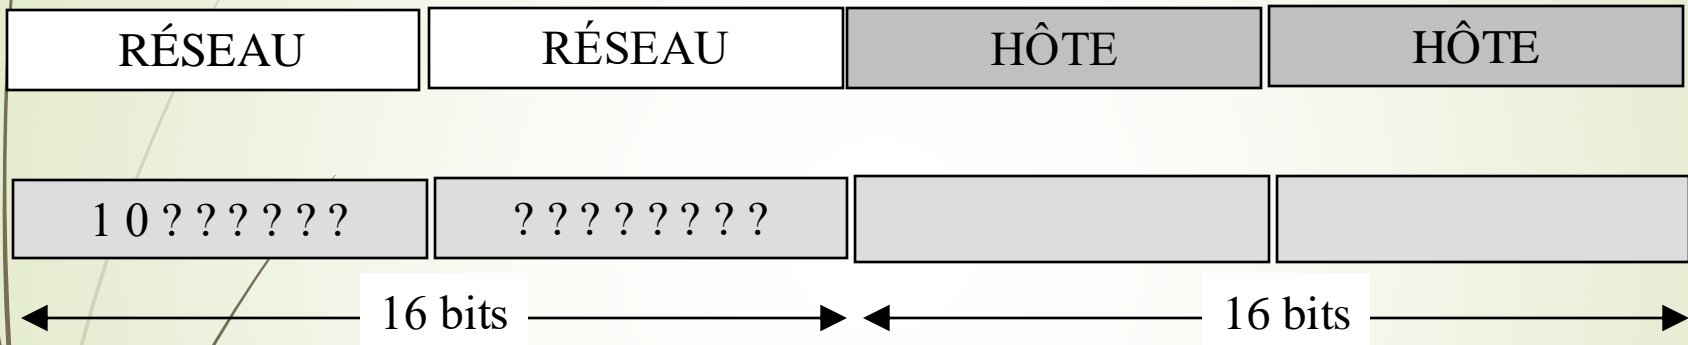 RÉSEAU RÉSEAU HÔTE HÔTE
1 0 ? ? ? ? ? ? ? ? ? ? ? ? ? ?
16 bits 16 bits